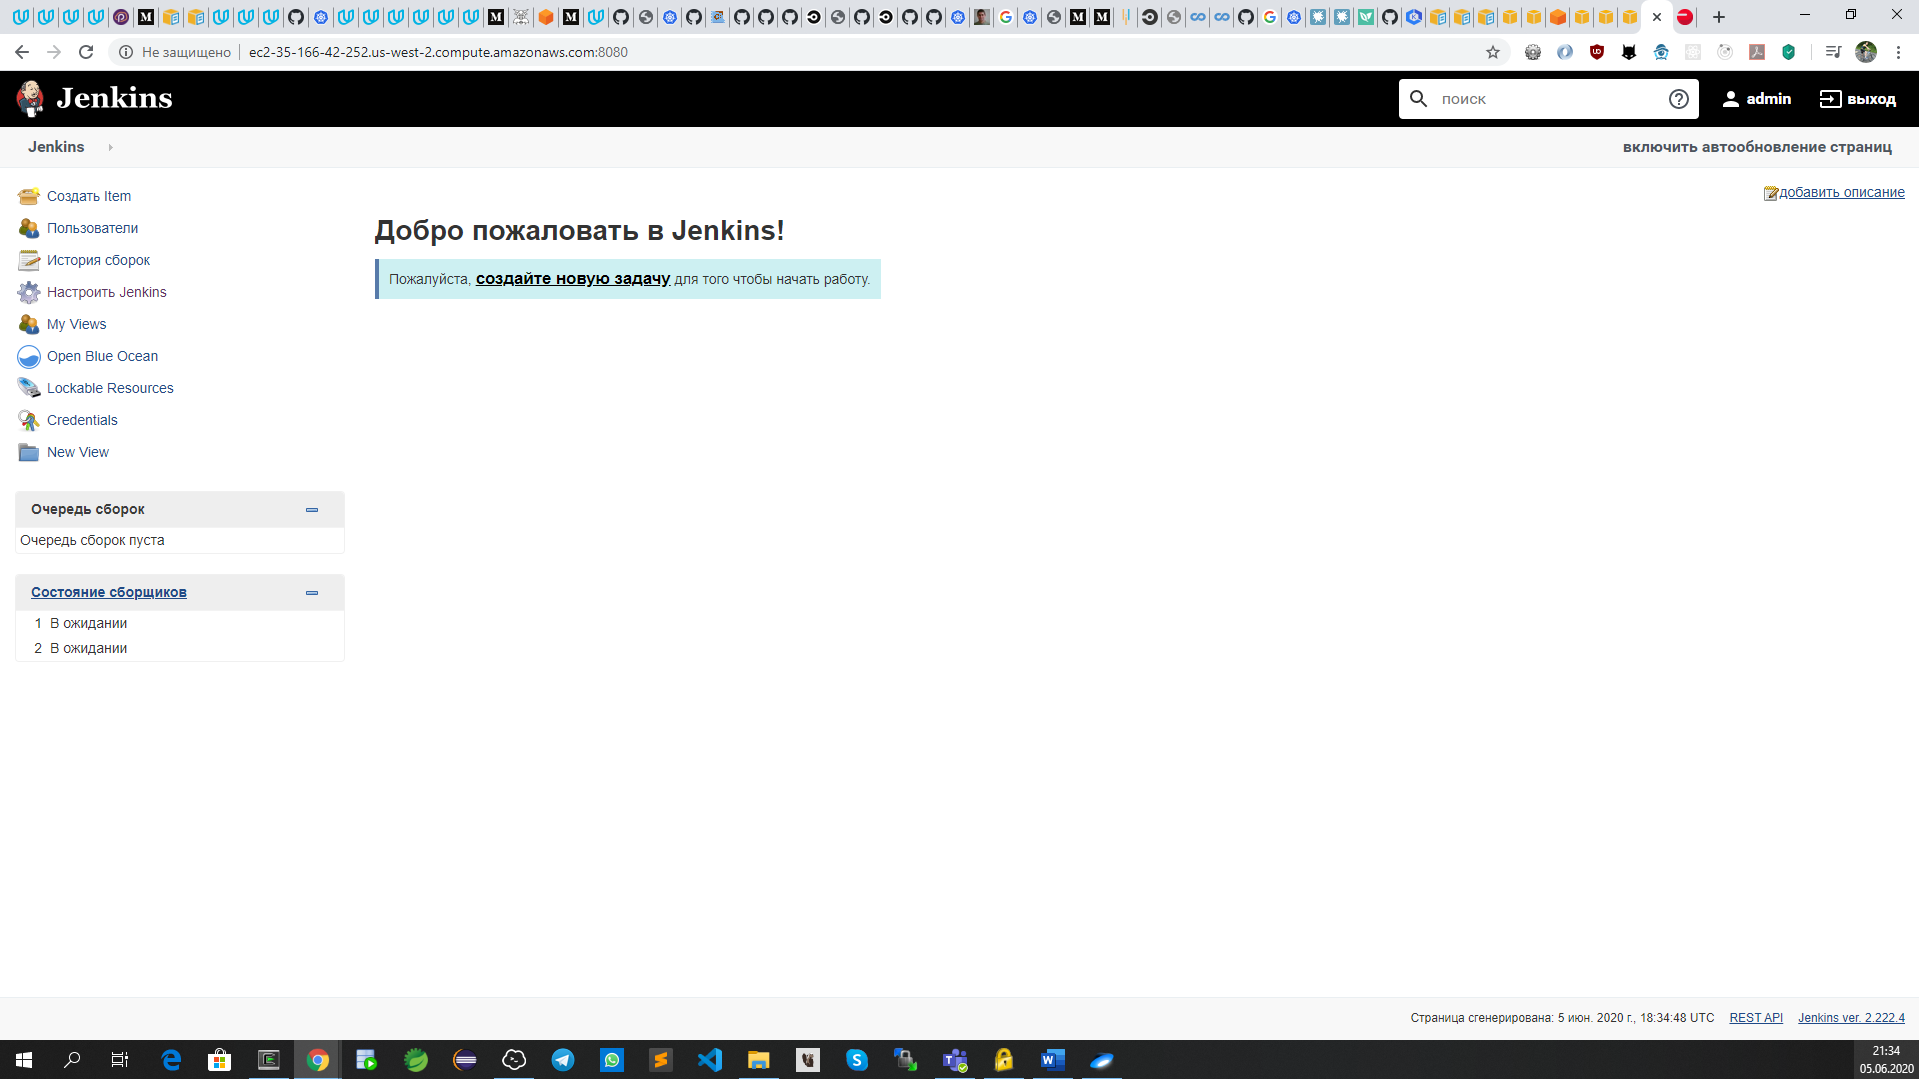 Не защищено
ec2-35-166-42-252.us-west-2.compute.amazonaws.com:8080
Jenkins
поиск
admin
выход
Jenkins
включить автообновление страниц
Создать Item
Пользователи
История сборок
Настроить Jenkins
My Views
Open Blue Ocean
Lockable Resources
Credentials
New View
добавить описание
Добро пожаловать в Jenkins!
Пожалуйста, создайте новую задачу для того чтобы начать работу.
Очередь сборок
Очередь сборок пуста
Состояние сборщиков
1 В ожидании
2 В ожидании
Страница сгенерирована: 5 июн. 2020 г., 18:34:48 UTC REST API Jenkins ver. 2.222.4
21:34
05.06.2020